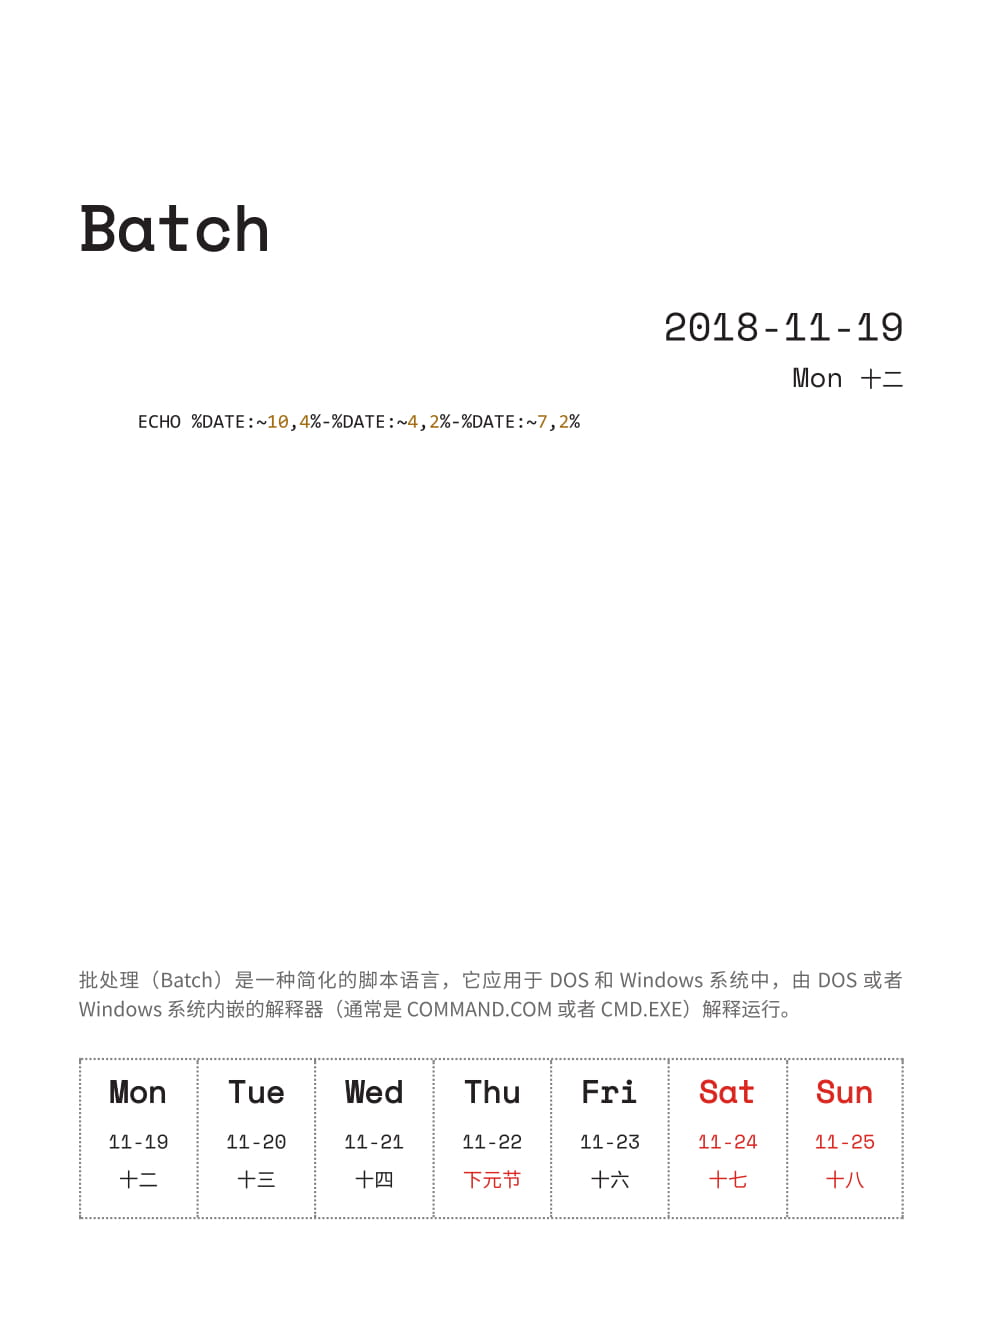 Batch
2018-11-19
Mon 十二
ECHO %DATE:~10,4%-%DATE:~4,2%-%DATE:~7,2%
批处理（Batch）是一种简化的脚本语言，它应用于 DOS 和 Windows 系统中，由 DOS 或者
Windows 系统内嵌的解释器（通常是 COMMAND.COM 或者 CMD.EXE）解释运行。
Mon Tue Wed Thu Fri Sat Sun
11-19 11-20 11-21 11-22 11-23 11-24 11-25
十二 十三 十四 下元节 十六 十七 十八